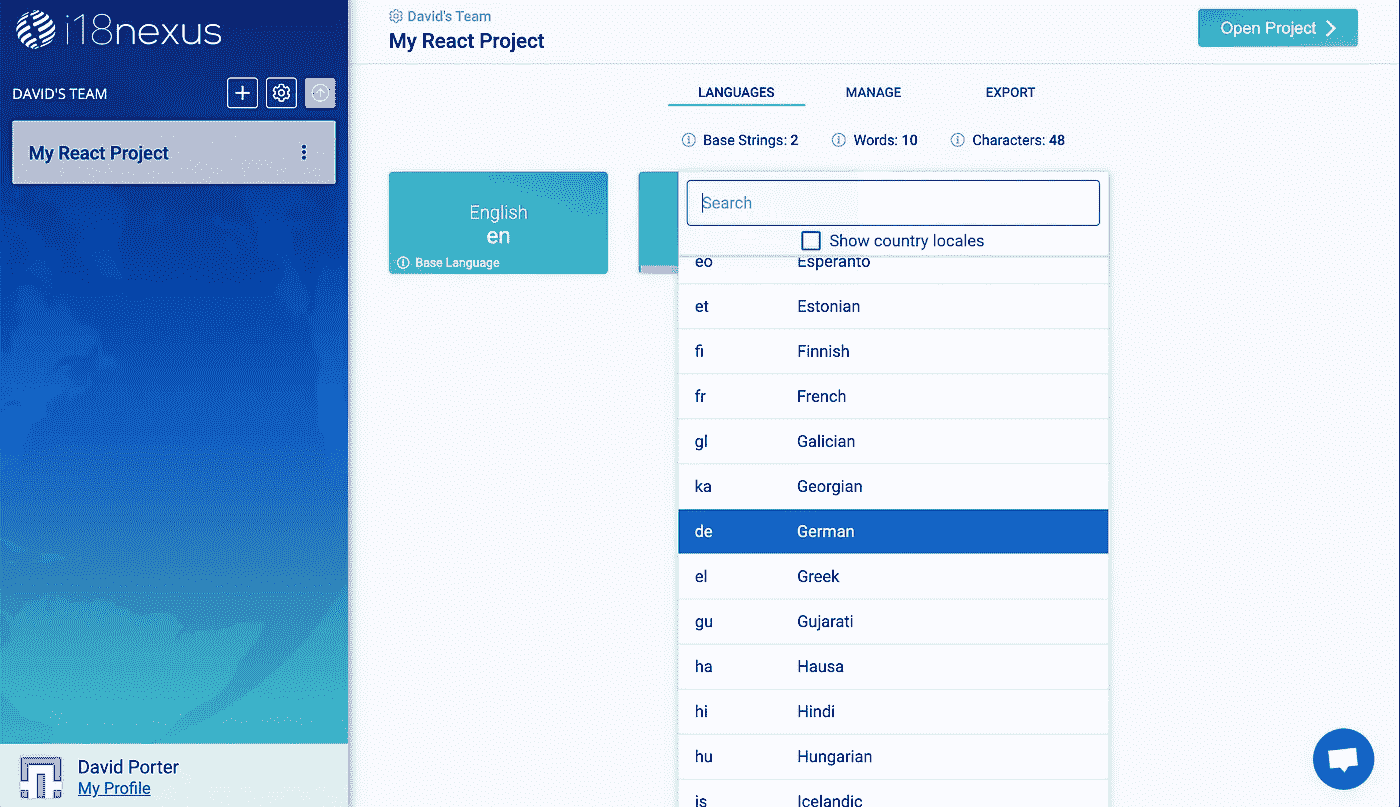 i18nexus
DAVID'S TEAM
My React Project
David Porter
My Profile
David's Team
My React Project
Open Project
LANGUAGES MANAGE EXPORT
Base Strings: 2 Words: 10 Characters: 48
English
en
Base Language
Search
Show country locales
eo Esperanto
et Estonian
fi Finnish
fr French
gl Galician
ka Georgian
de German
el Greek
gu Gujarati
ha Hausa
hi Hindi
hu Hungarian
is Icelandic